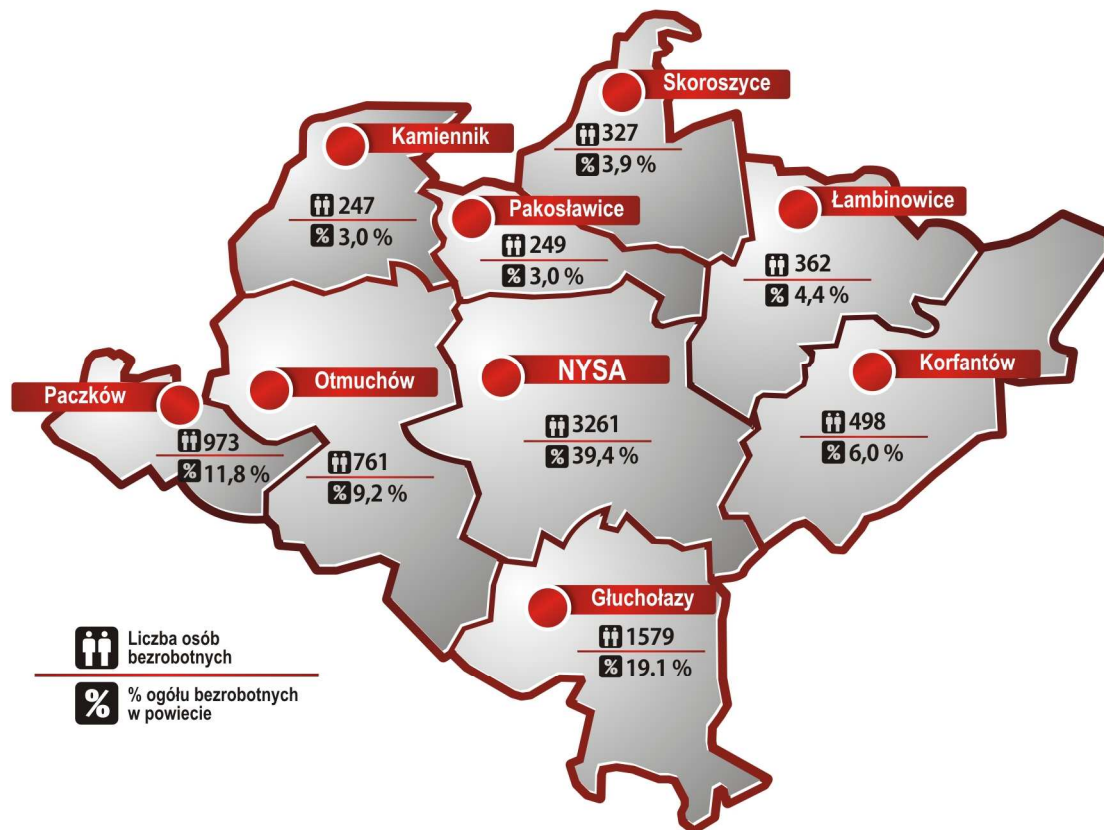 Skoroszyce
327
% 3,9 %
Kamiennik
247
% 3,0 %
Pakosławice
249
% 3,0 %
Łambinowice
362
% 4,4 %
Paczków
973
% 11,8 %
Otmuchów
761
% 9,2 %
NYSA
3261
% 39,4 %
Korfantów
498
% 6,0 %
Głuchołazy
1579
% 19.1 %
Liczba osób
bezrobotnych
% % ogółu bezrobotnych
w powiecie